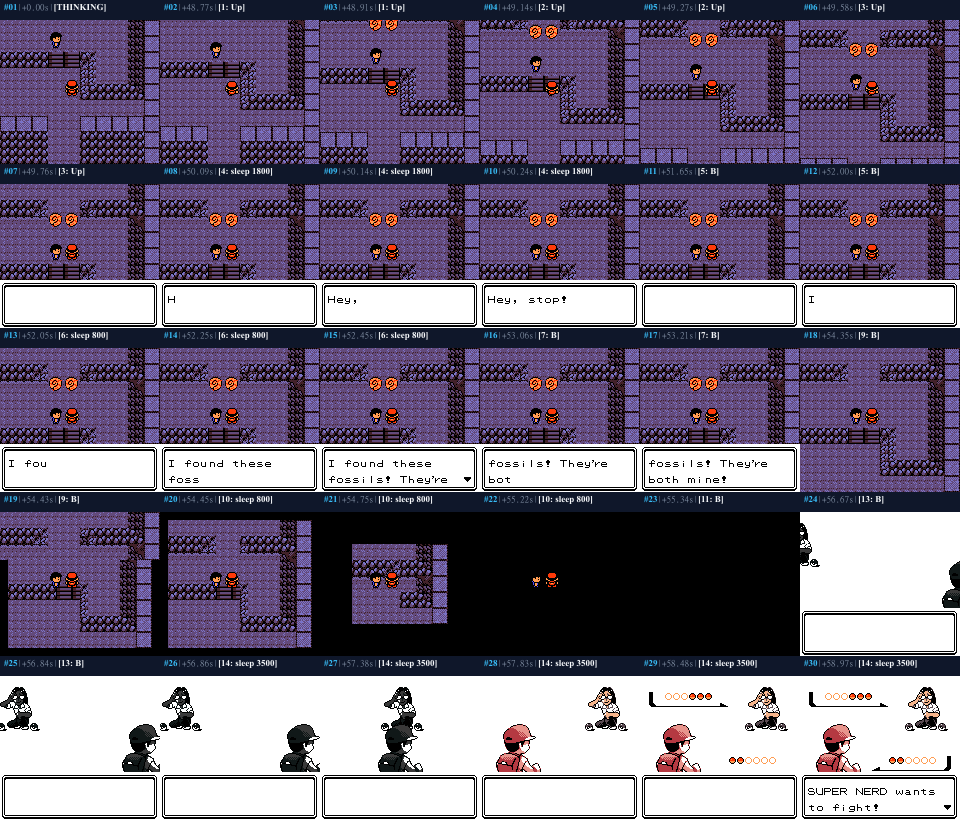 #01|+0.00s|[THINKING]
#02|+48.77s|[1: Up]
#03|+48.91s|[1: Up]
#04|+49.14s|[2: Up]
#05|+49.27s|[2: Up]
#06|+49.58s|[3: Up]
#07|+49.76s|[3: Up]
#08|+50.09s|[4: sleep 1800]
#09|+50.14s|[4: sleep 1800]
#10|+50.24s|[4: sleep 1800]
#11|+51.65s|[5: B]
#12|+52.00s|[5: B]
H
Hey,
Hey, stop!
I
#13|+52.05s|[6: sleep 800]
#14|+52.25s|[6: sleep 800]
#15|+52.45s|[6: sleep 800]
#16|+53.06s|[7: B]
#17|+53.21s|[7: B]
#18|+54.35s|[9: B]
I fou
I found these
foss
I found these
fossils! They're
fossils! They're
bot
fossils! They're
both mine!
#19|+54.43s|[9: B]
#20|+54.45s|[10: sleep 800]
#21|+54.75s|[10: sleep 800]
#22|+55.22s|[10: sleep 800]
#23|+55.34s|[11: B]
#24|+56.67s|[13: B]
#25|+56.84s|[13: B]
#26|+56.86s|[14: sleep 3500]
#27|+57.38s|[14: sleep 3500]
#28|+57.83s|[14: sleep 3500]
#29|+58.48s|[14: sleep 3500]
#30|+58.97s|[14: sleep 3500]
SUPER NERD wants
to fight!